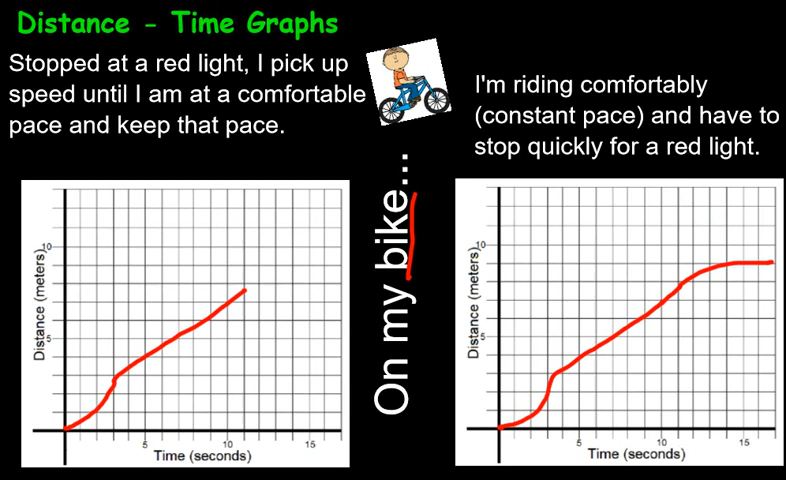 Distance - Time Graphs
Stopped at a red light, I pick up
speed until I am at a comfortable
pace and keep that pace.
On my bike...
I'm riding comfortably
(constant pace) and have to
stop quickly for a red light.
Distance (meters)
10
5
5
10
15
Time (seconds)
Distance (meters)
10
5
5
10
15
Time (seconds)